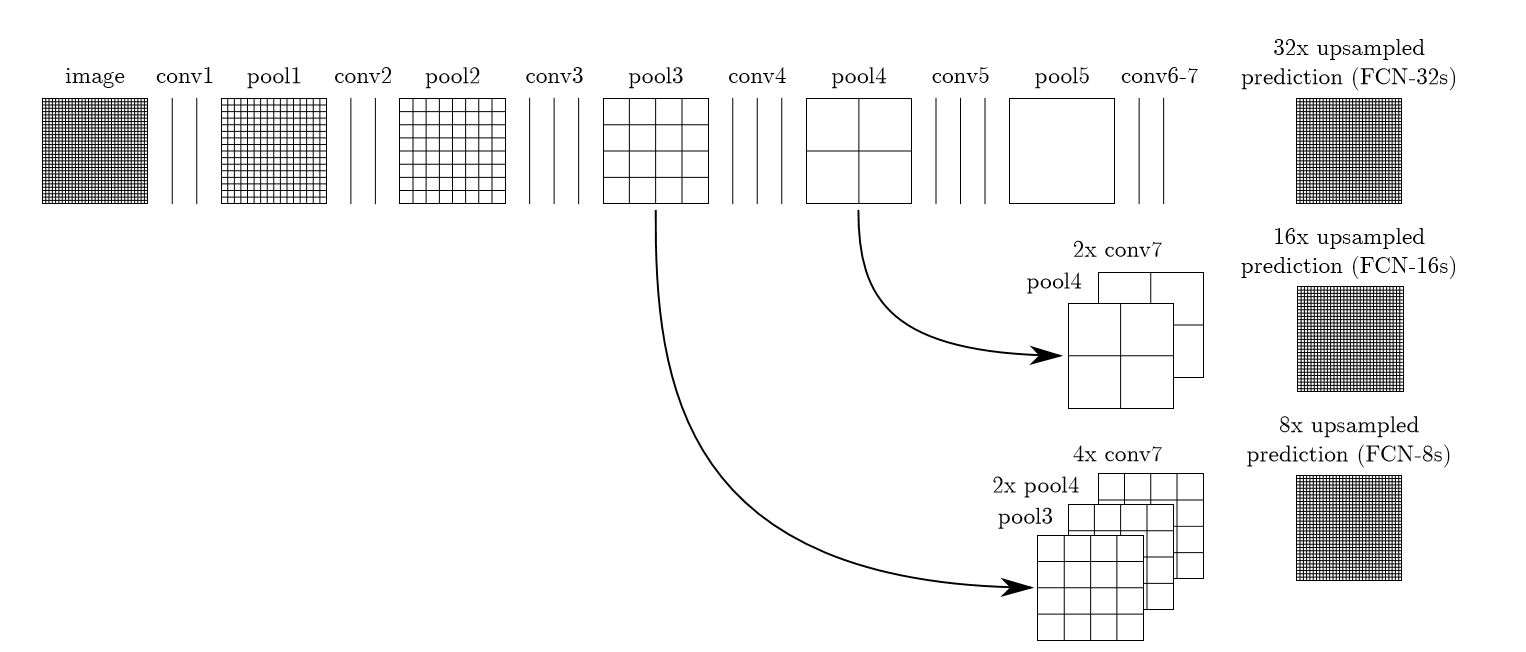 image
conv1
pool1
conv2
pool2
conv3
pool3
conv4
pool4
conv5
pool5
conv6-7
32x upsampled
prediction (FCN-32s)
2x conv7
pool4
16x upsampled
prediction (FCN-16s)
4x conv7
2x pool4
pool3
8x upsampled
prediction (FCN-8s)